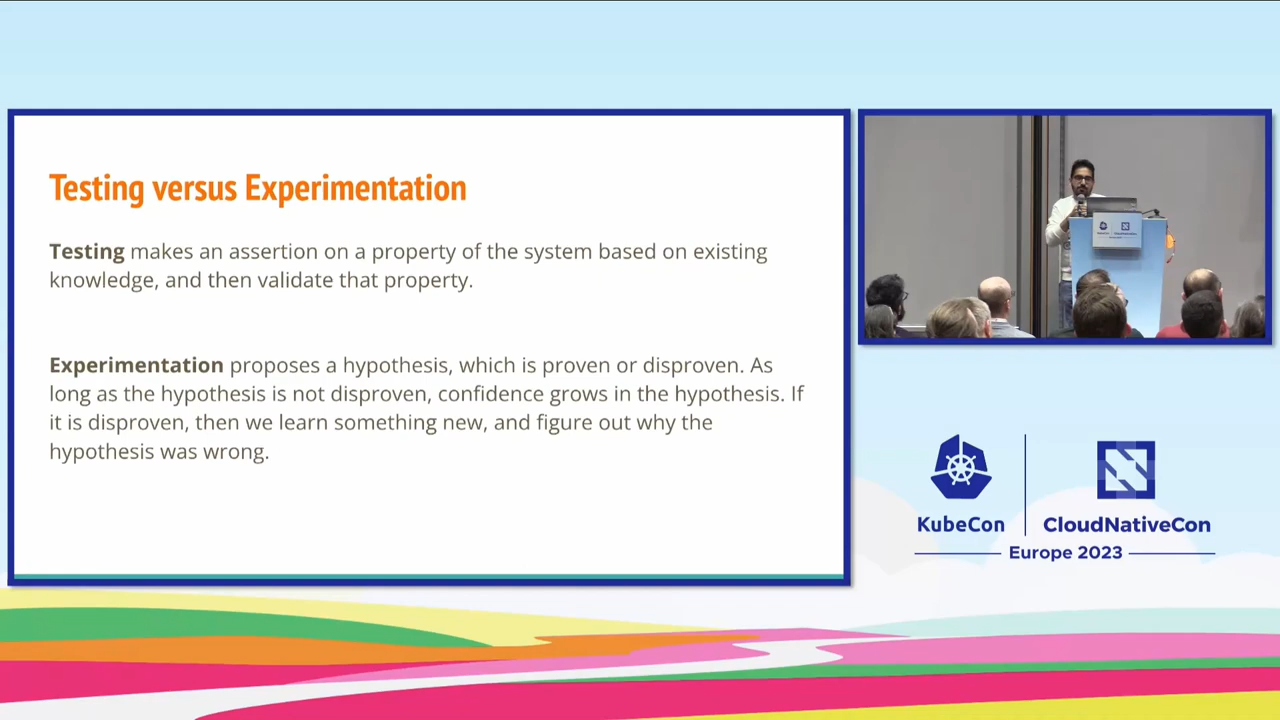 Testing versus Experimentation
Testing makes an assertion on a property of the system based on existing
knowledge, and then validate that property.
Experimentation proposes a hypothesis, which is proven or disproven. As
long as the hypothesis is not disproven, confidence grows in the hypothesis. If
it is disproven, then we learn something new, and figure out why the
hypothesis was wrong.
KubeCon
CloudNativeCon
Europe 2023